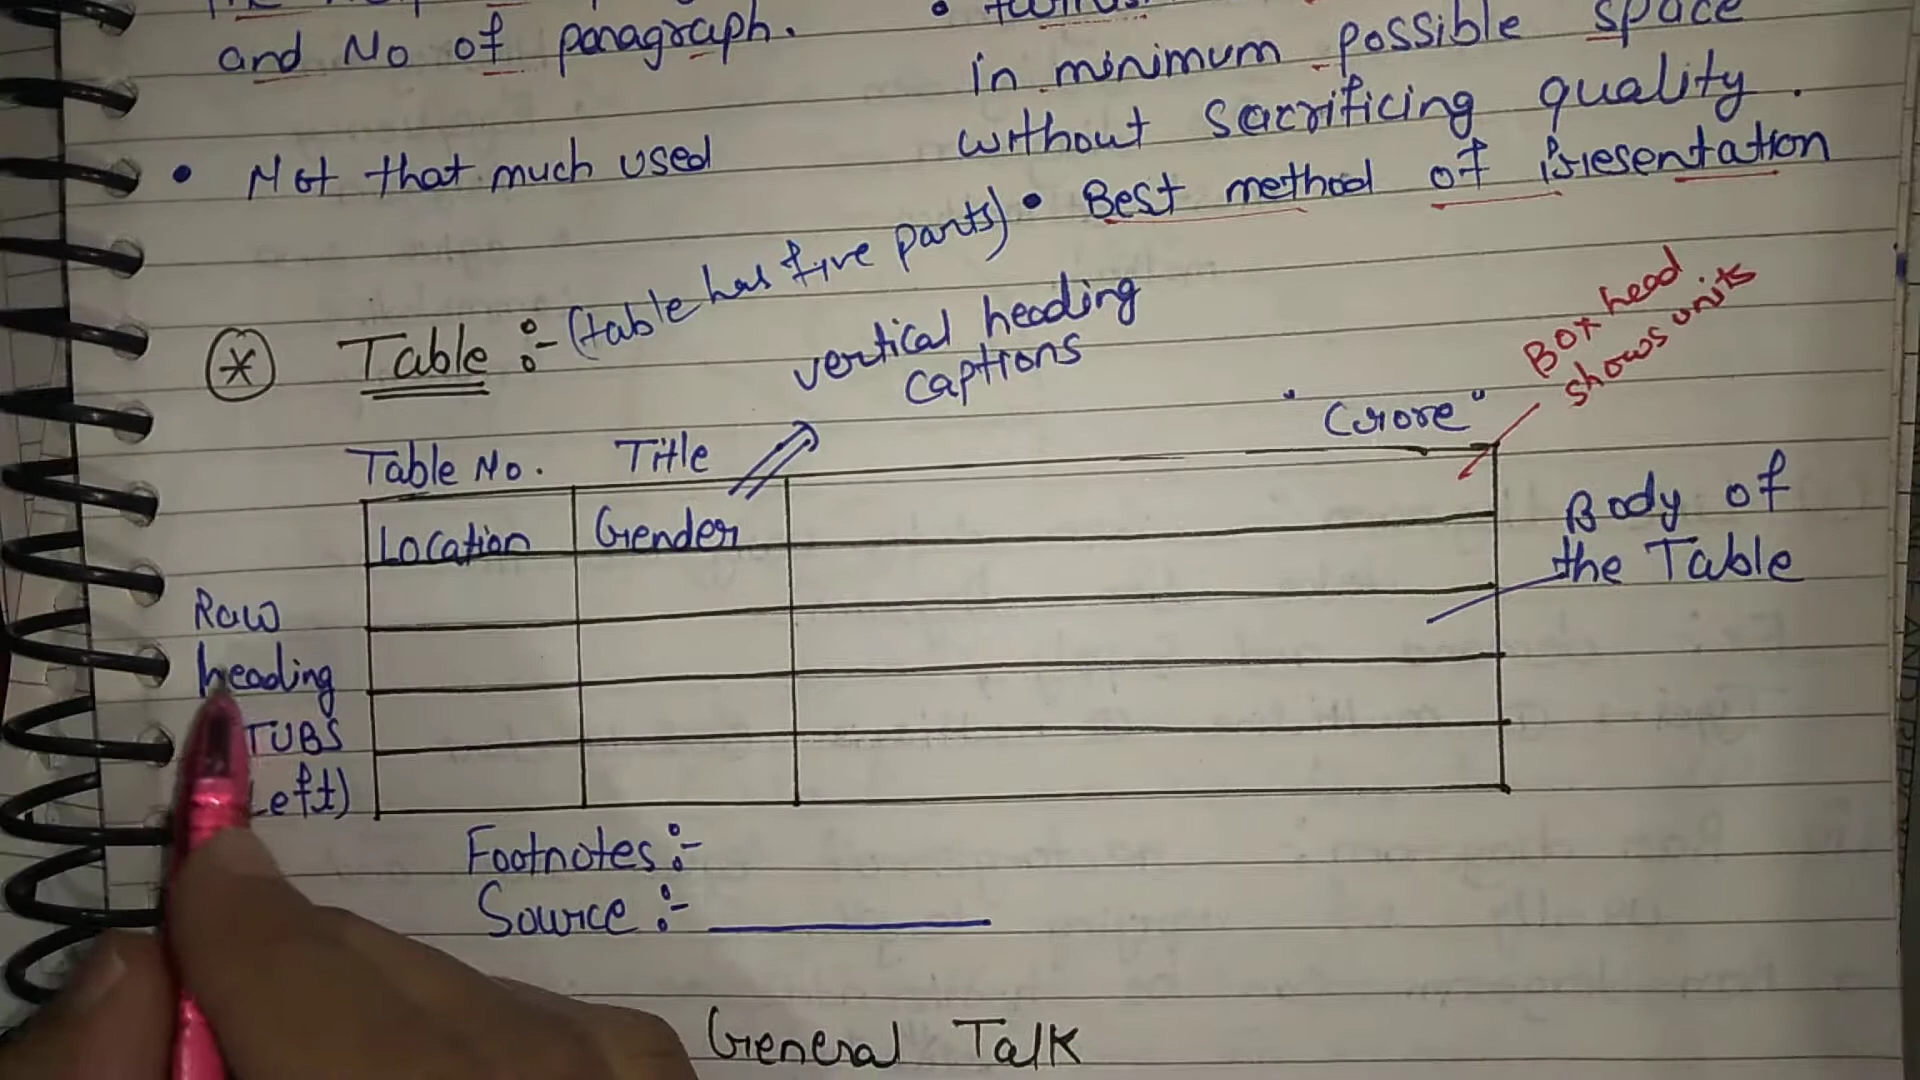 and No of paragraph.
in minimum possible space
without sacrificing quality.
• Not that much used
• Best method of Presentation
* Table :- (table has five parts)
vertical heading
captions
Box head
shows units
"Crore"
Table No. Title
Location Gender
Body of
the Table
Raw
heading
TUBS
Left)
Footnotes :-
Source :-
General Talk